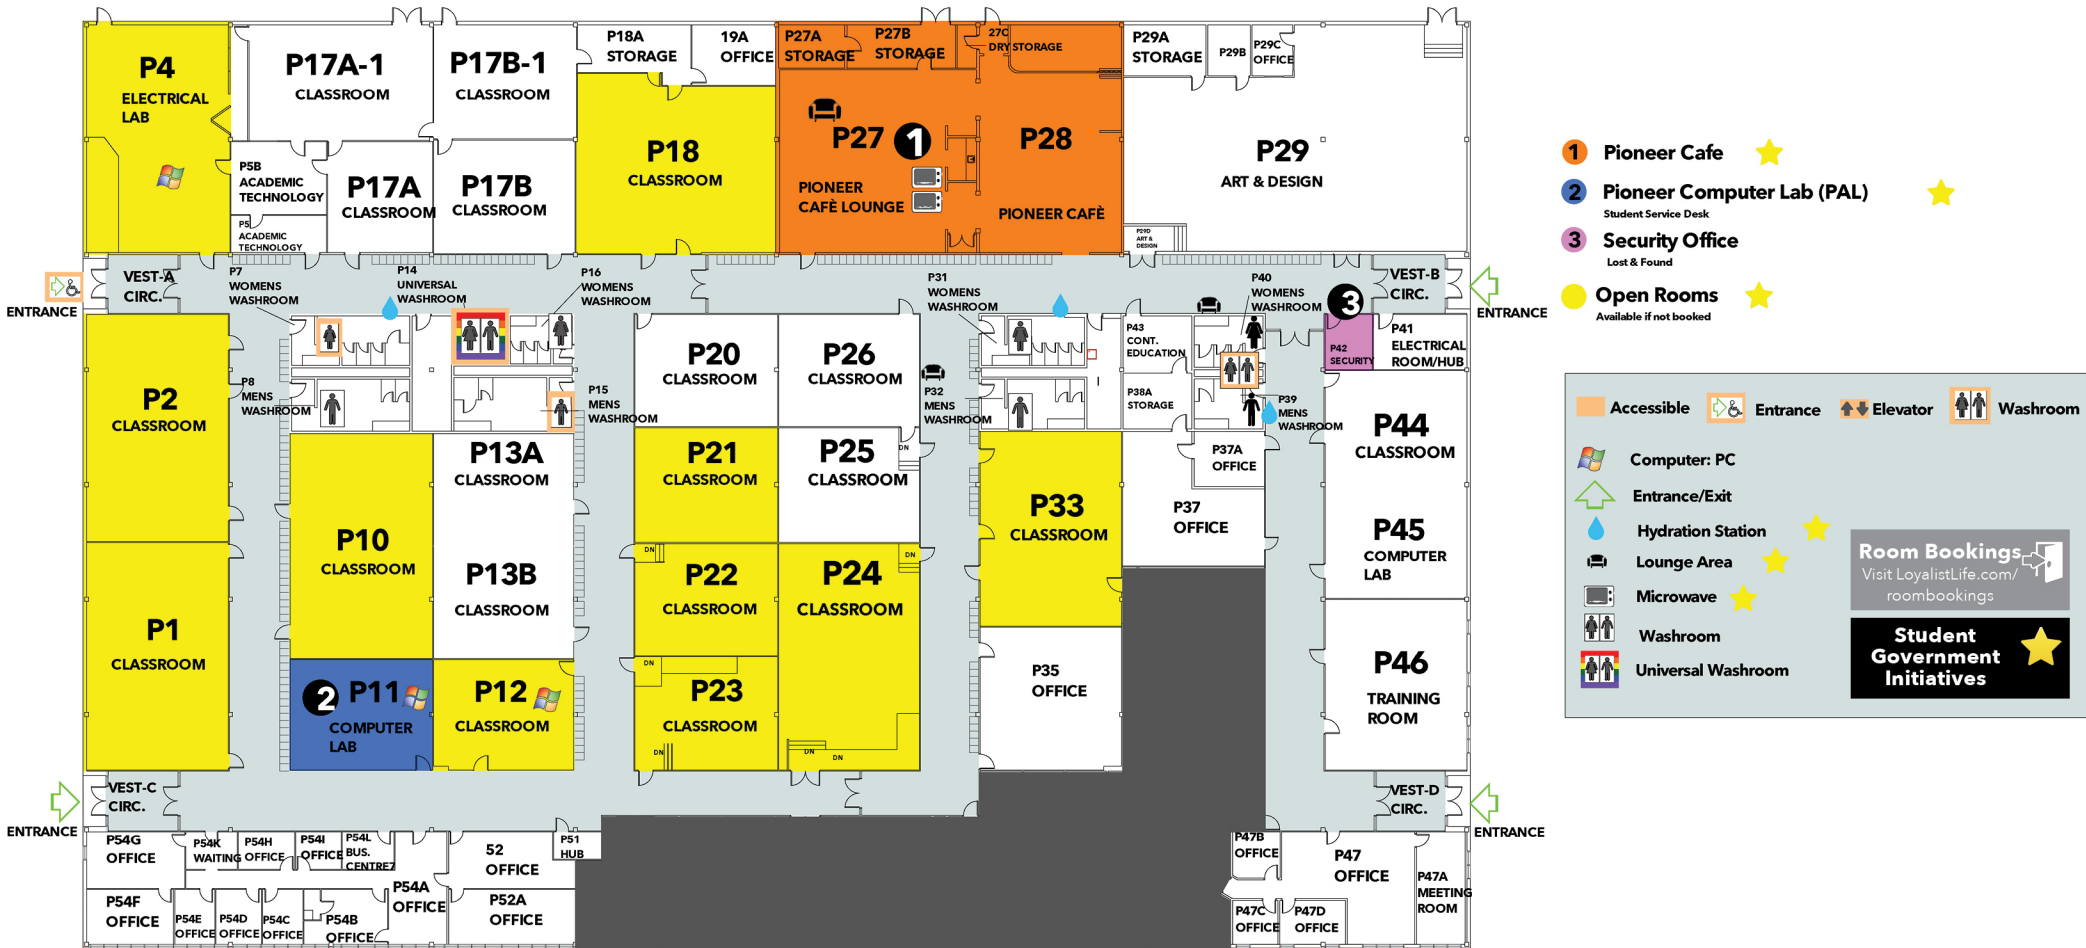 P4
ELECTRICAL
LAB
P17A-1
CLASSROOM
P17B-1
CLASSROOM
P18A
STORAGE
19A
OFFICE
P27A
STORAGE
P27B
STORAGE
27C
DRY STORAGE
P29A
STORAGE
P29B
P29C
OFFICE
P5B
ACADEMIC
TECHNOLOGY
P5
ACADEMIC
TECHNOLOGY
P17A
CLASSROOM
P17B
CLASSROOM
P18
CLASSROOM
P27
1
PIONEER
CAFÈ LOUNGE
P28
PIONEER CAFÈ
P29
ART & DESIGN
P29D
ART &
DESIGN
ENTRANCE
VEST-A
CIRC.
P7
WOMENS
WASHROOM
P14
UNIVERSAL
WASHROOM
P16
WOMENS
WASHROOM
P31
WOMENS
WASHROOM
P40
WOMENS
WASHROOM
3
VEST-B
CIRC.
ENTRANCE
P2
CLASSROOM
P8
MENS
WASHROOM
P15
MENS
WASHROOM
P20
CLASSROOM
P26
CLASSROOM
P32
MENS
WASHROOM
P43
CONT.
EDUCATION
P38A
STORAGE
P39
MENS
WASHROOM
P42
SECURITY
P41
ELECTRICAL
ROOM/HUB
P10
CLASSROOM
P13A
CLASSROOM
P13B
CLASSROOM
P21
CLASSROOM
P25
CLASSROOM
DN
P33
CLASSROOM
P37A
OFFICE
P37
OFFICE
P44
CLASSROOM
P45
COMPUTER
LAB
P1
CLASSROOM
DN
P22
CLASSROOM
P24
CLASSROOM
DN
2
P11
COMPUTER
LAB
P12
CLASSROOM
DN
P23
CLASSROOM
DN
DN
DN
P35
OFFICE
P46
TRAINING
ROOM
ENTRANCE
VEST-C
CIRC.
VEST-D
CIRC.
ENTRANCE
P54G
OFFICE
P54K
WAITING
P54H
OFFICE
P54I
OFFICE
P54L
BUS.
CENTRE7
52
OFFICE
P51
HUB
P54F
OFFICE
P54E
OFFICE
P54D
OFFICE
P54C
OFFICE
P54B
OFFICE
P54A
OFFICE
P52A
OFFICE
P47B
OFFICE
P47
OFFICE
P47A
MEETING
ROOM
P47C
OFFICE
P47D
OFFICE
1 Pioneer Cafe
2 Pioneer Computer Lab (PAL)
Student Service Desk
3 Security Office
Lost & Found
Open Rooms
Available if not booked
Accessible
Entrance
Elevator
Washroom
Computer: PC
Entrance/Exit
Hydration Station
Lounge Area
Microwave
Washroom
Universal Washroom
Room Bookings
Visit LoyalistLife.com/
roombookings
Student
Government
Initiatives